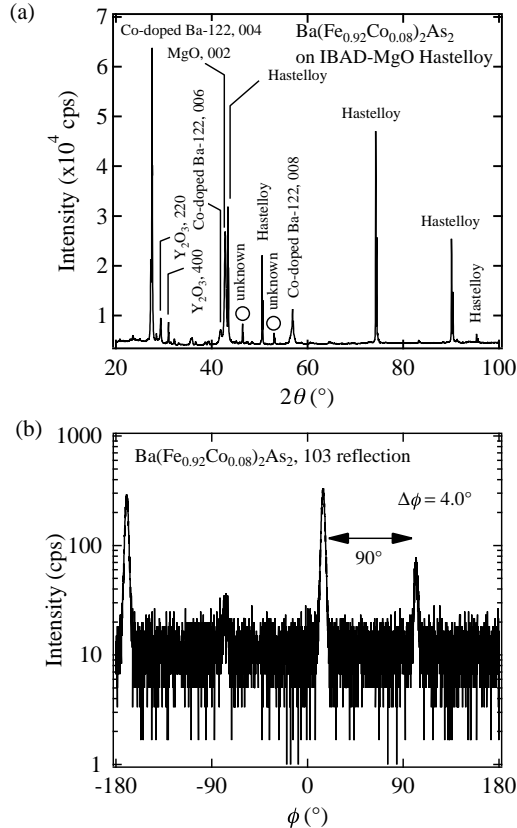 (a)
Ba(Fe₀.₉₂Co₀.₀₈)₂As₂
on IBAD-MgO Hastelloy
Co-doped Ba-122, 004
MgO, 002
Hastelloy
Hastelloy
Hastelloy
Hastelloy
Y₂O₃, 220
Y₂O₃, 400
Co-doped Ba-122, 006
unknown
Hastelloy
unknown
Co-doped Ba-122, 008
Intensity (x10⁴ cps)
7
6
5
4
3
2
1
20
40
60
80
100
2θ (°)
(b)
Ba(Fe₀.₉₂Co₀.₀₈)₂As₂, 103 reflection
Δϕ = 4.0°
90°
Intensity (cps)
1000
100
10
1
-180
-90
0
90
180
ϕ (°)